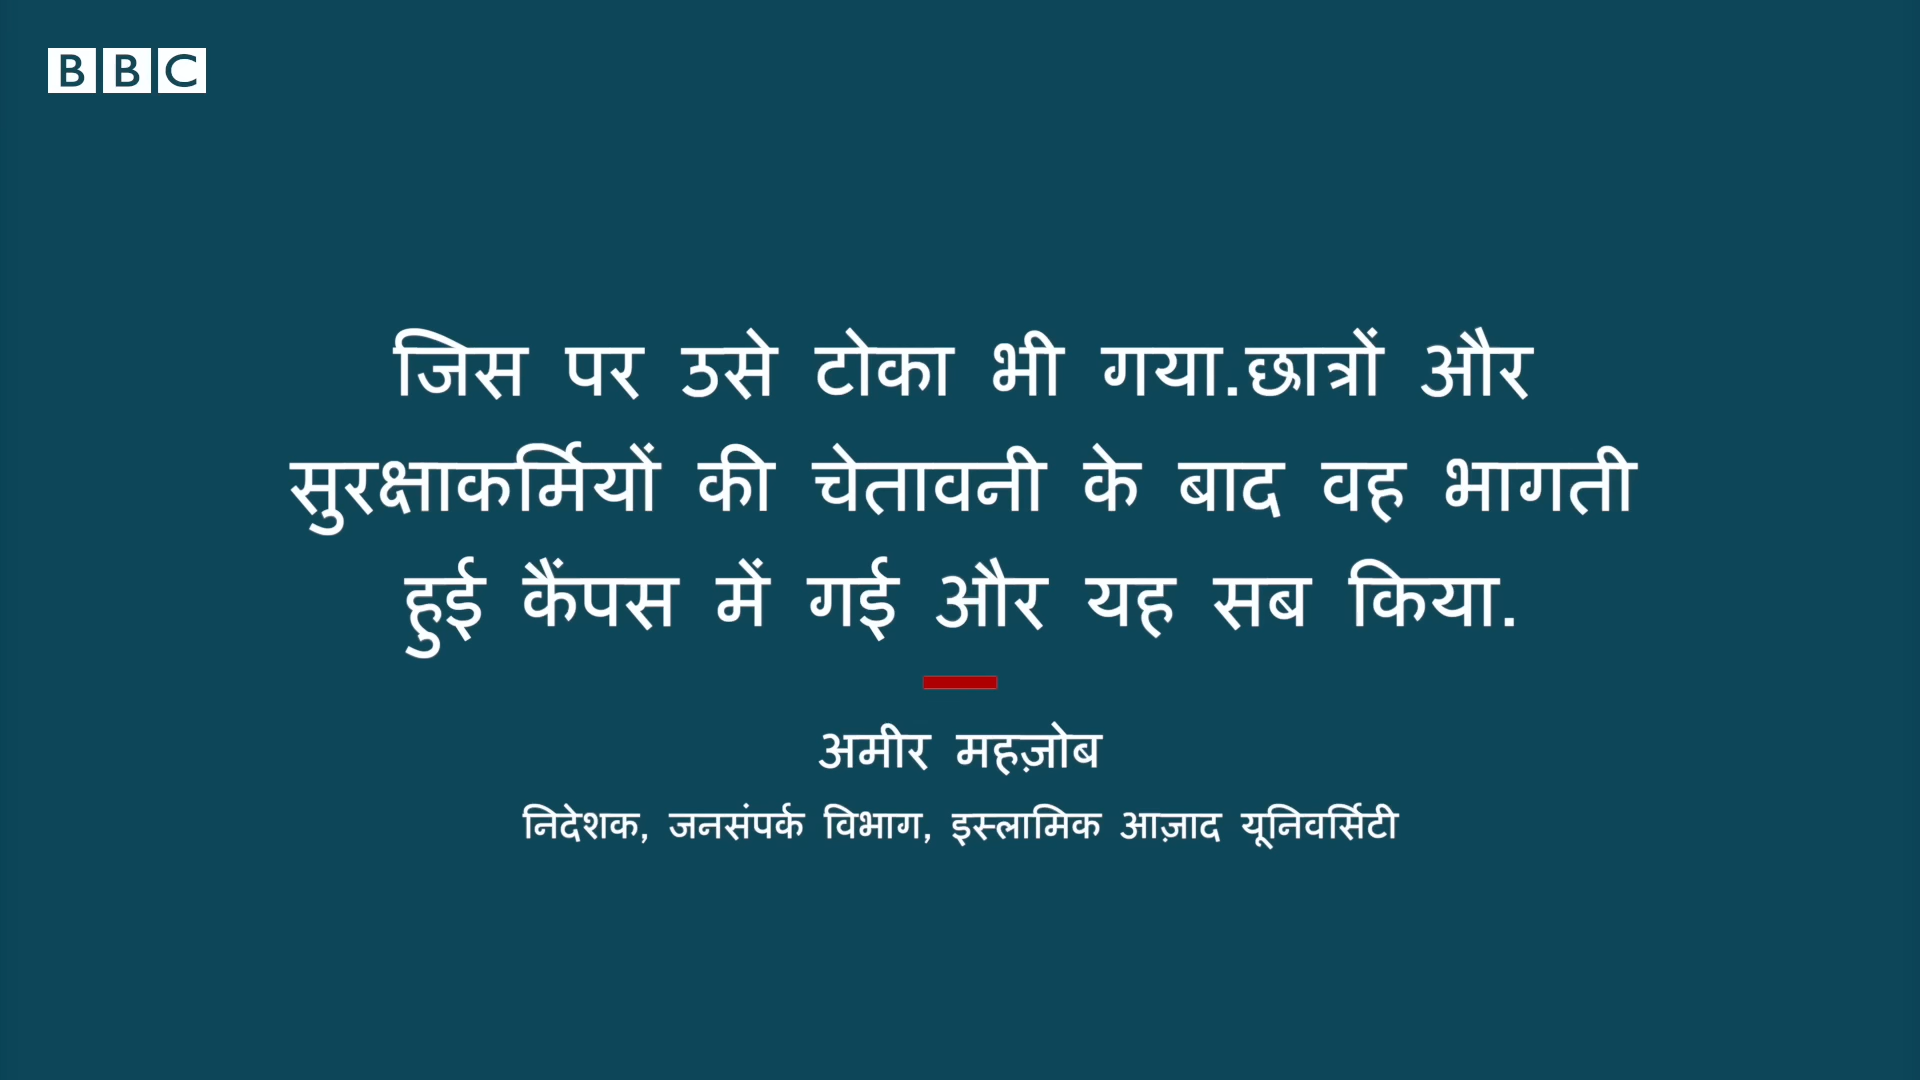 BBC
जिस पर उसे टोका भी गया.छात्रों और
सुरक्षाकर्मियों की चेतावनी के बाद वह भागती
हुई कैंपस में गई और यह सब किया.
अमीर महज़ोब
निदेशक, जनसंपर्क विभाग, इस्लामिक आज़ाद यूनिवर्सिटी